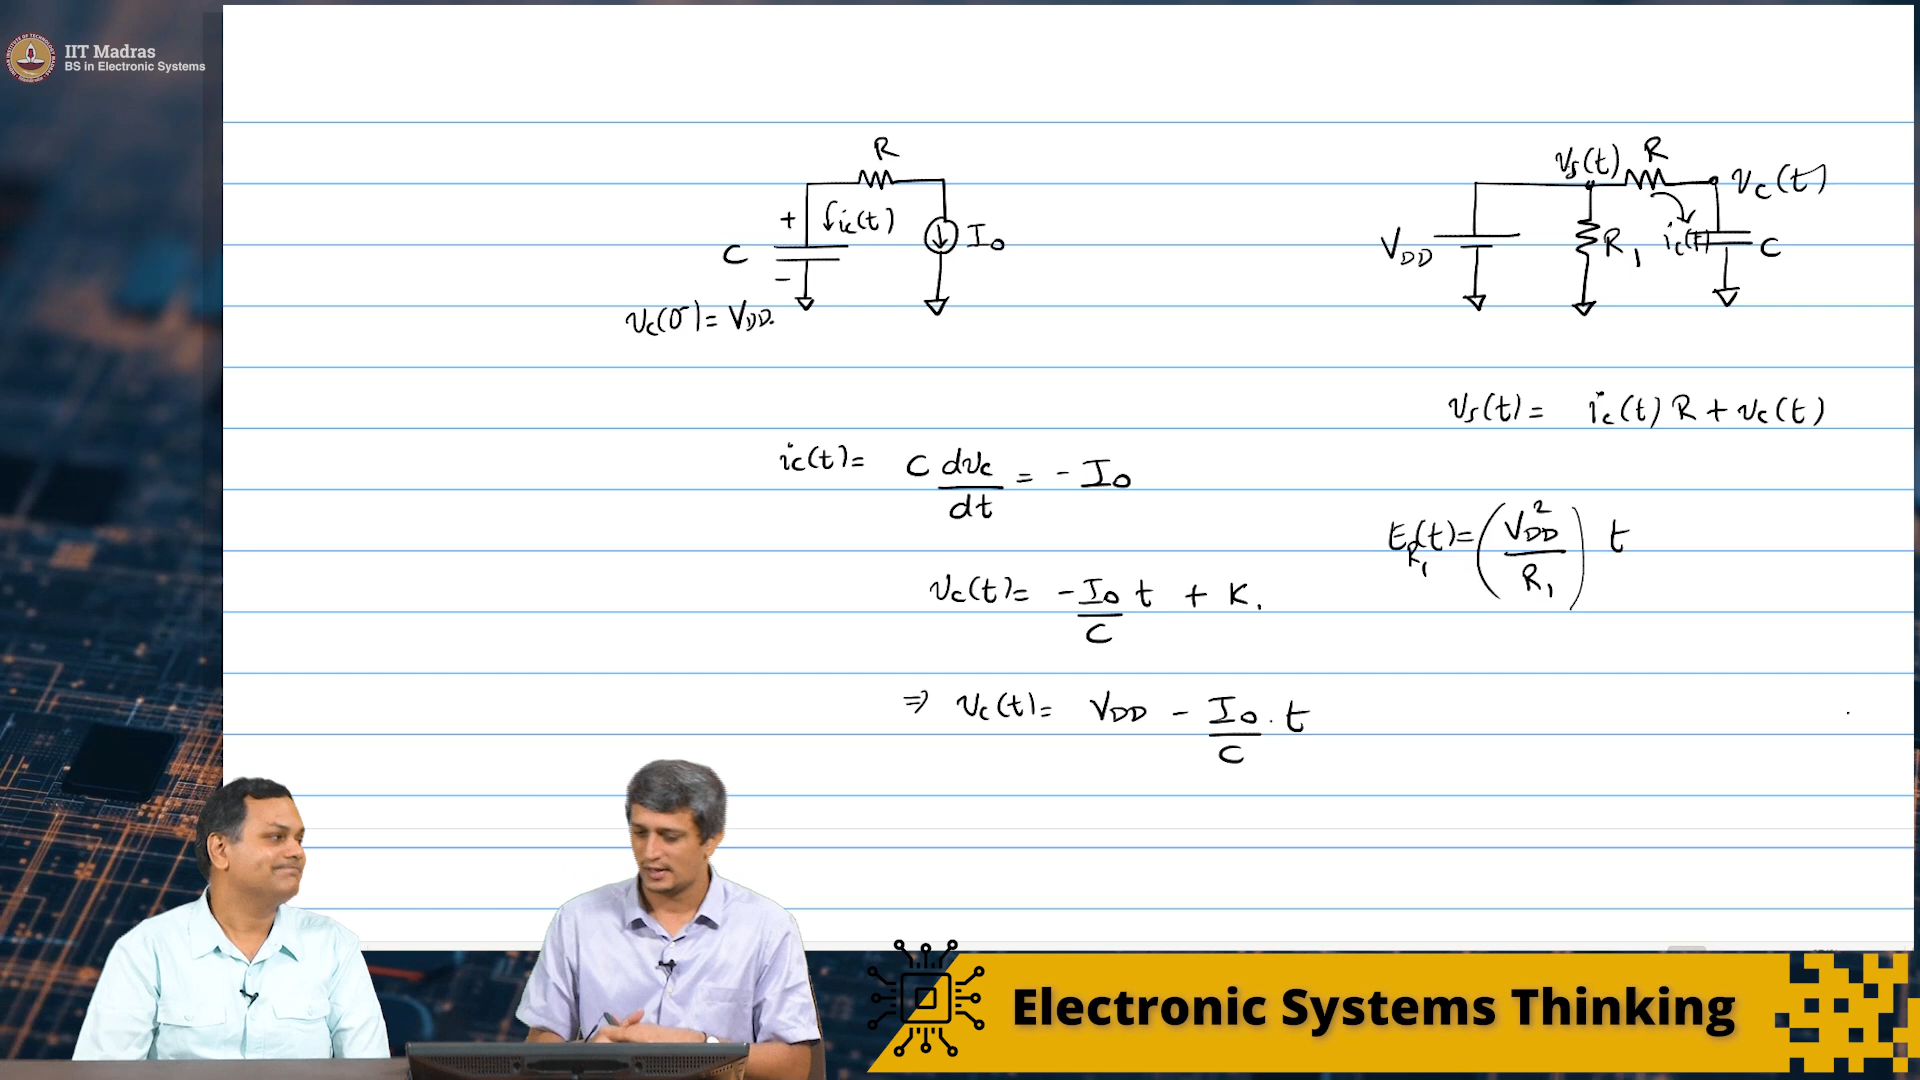 IIT Madras
BS in Electronic Systems
R
+ ic(t)
C
I₀
-
vc(0⁻) = VDD.
vs(t) R vc(t)
VDD R₁ ic(t) C
vs(t) = ic(t) R + vc(t)
ic(t) = C dvc/dt = - I₀
E_R₁(t) = (VDD²/R₁) t
vc(t) = -I₀/C t + K,
⇒ vc(t) = VDD - I₀/C . t
Electronic Systems Thinking